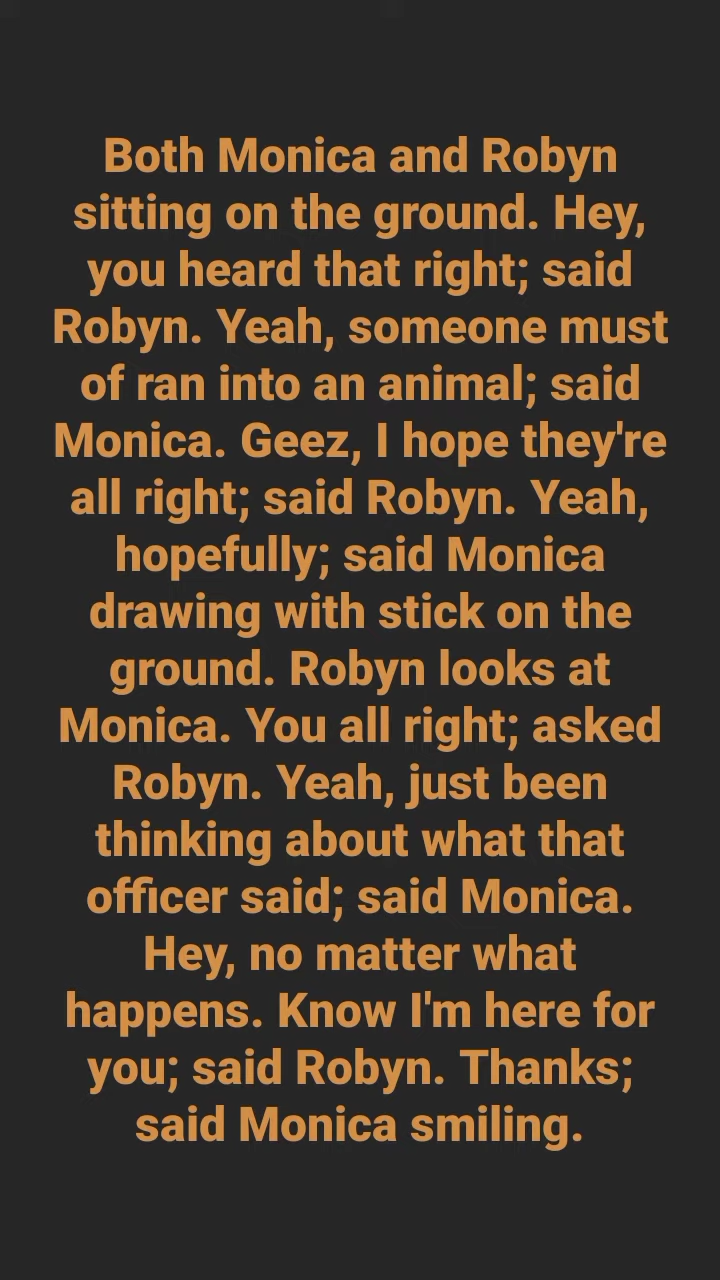 Both Monica and Robyn
sitting on the ground. Hey,
you heard that right; said
Robyn. Yeah, someone must
of ran into an animal; said
Monica. Geez, I hope they're
all right; said Robyn. Yeah,
hopefully; said Monica
drawing with stick on the
ground. Robyn looks at
Monica. You all right; asked
Robyn. Yeah, just been
thinking about what that
officer said; said Monica.
Hey, no matter what
happens. Know I'm here for
you; said Robyn. Thanks;
said Monica smiling.